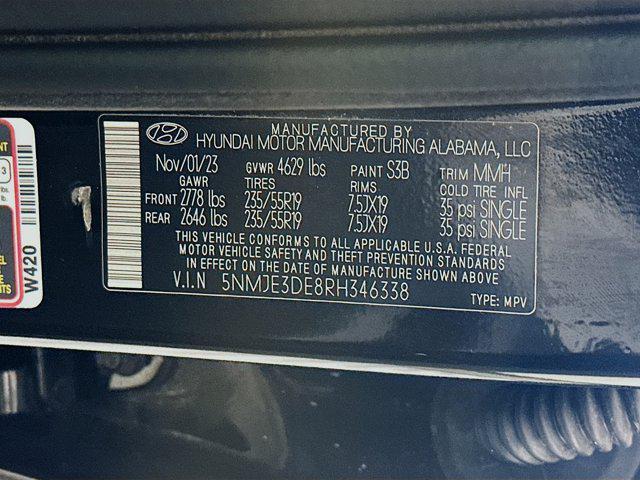 MANUFACTURED BY
HYUNDAI MOTOR MANUFACTURING ALABAMA, LLC
Nov/01/23 GVWR 4629 lbs PAINT S3B TRIM MMH
GAWR TIRES RIMS COLD TIRE INFL
FRONT 2778 lbs 235/55R19 7.5JX19 35 psi SINGLE
REAR 2646 lbs 235/55R19 7.5JX19 35 psi SINGLE
THIS VEHICLE CONFORMS TO ALL APPLICABLE U.S.A. FEDERAL
MOTOR VEHICLE SAFETY AND THEFT PREVENTION STANDARDS
IN EFFECT ON THE DATE OF MANUFACTURE SHOWN ABOVE
V.I.N 5NMJE3DE8RH346338
TYPE: MPV
W420